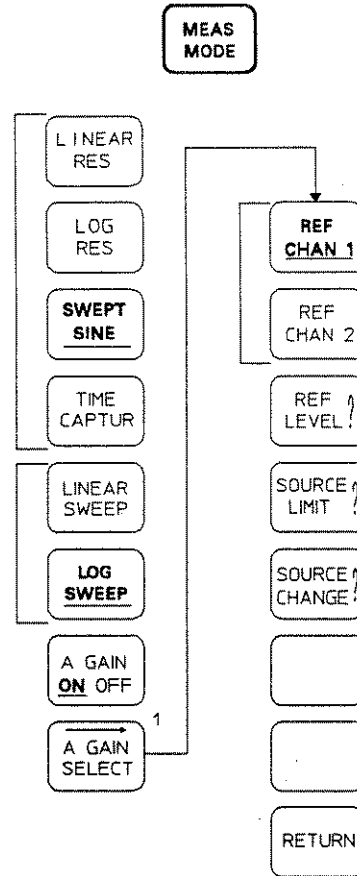 MEAS
MODE
LINEAR
RES
LOG
RES
SWEPT
SINE
TIME
CAPTUR
LINEAR
SWEEP
LOG
SWEEP
A GAIN
ON OFF
A GAIN
SELECT
1
REF
CHAN 1
REF
CHAN 2
REF
LEVEL
SOURCE
LIMIT
SOURCE
CHANGE
RETURN